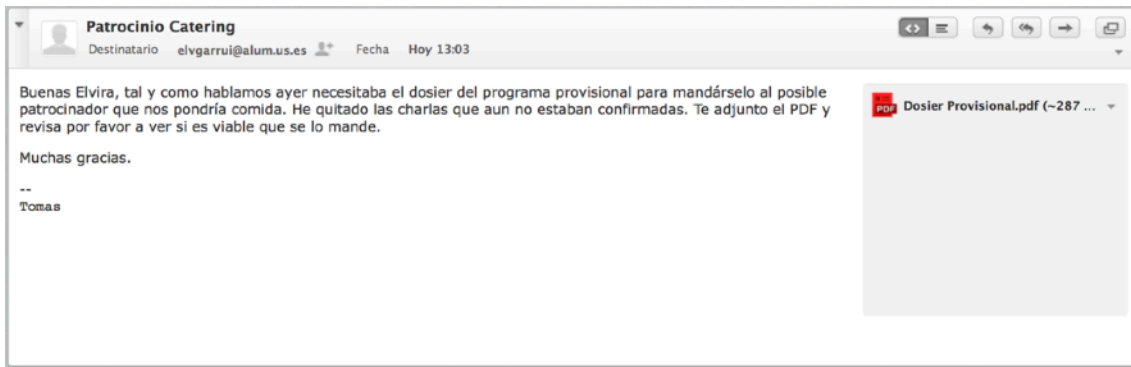 Patrocinio Catering
Destinatario elvgarrui@alum.us.es Fecha Hoy 13:03
Buenas Elvira, tal y como hablamos ayer necesitaba el dosier del programa provisional para mandárselo al posible
patrocinador que nos pondría comida. He quitado las charlas que aun no estaban confirmadas. Te adjunto el PDF y
revisa por favor a ver si es viable que se lo mande.
Muchas gracias.
--
Tomas
PDF Dosier Provisional.pdf (~287 ...